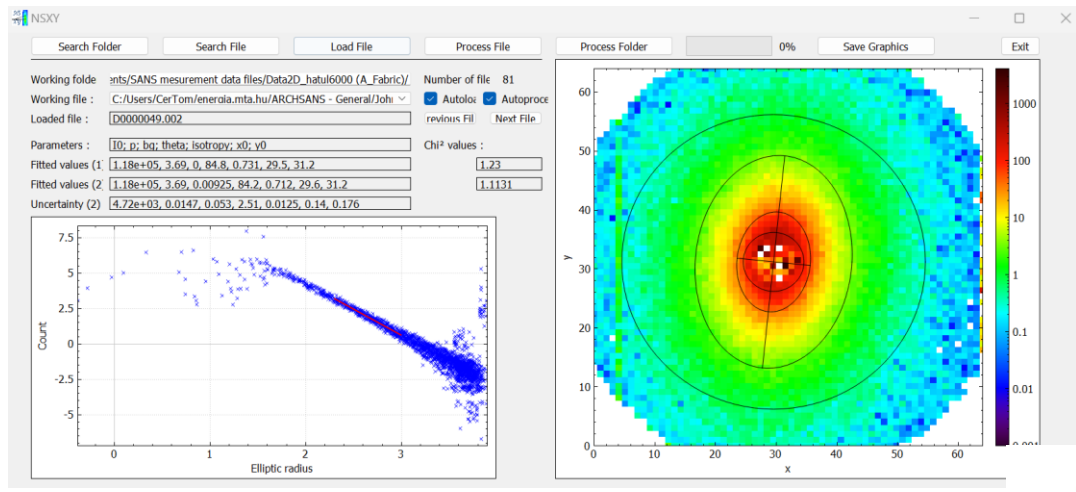 NSXY
Search Folder Search File Load File Process File Process Folder 0% Save Graphics Exit
Working folde ents/SANS mesurement data files/Data2D_hatul6000 (A_Fabric)/ Number of file 81
Working file : C:/Users/CerTom/energia.mta.hu/ARCHSANS - General/John Autoloa Autoproce
Loaded file : D0000049.002 revious Fil Next File
Parameters : I0; p; bg; theta; isotropy; x0; y0 Chi² values :
Fitted values (1) 1.18e+05, 3.69, 0, 84.8, 0.731, 29.5, 31.2 1.23
Fitted values (2) 1.18e+05, 3.69, 0.00925, 84.2, 0.712, 29.6, 31.2 1.1131
Uncertainty (2) 4.72e+03, 0.0147, 0.053, 2.51, 0.0125, 0.14, 0.176
7.5
5
2.5
0
-2.5
-5
Count
0 1 2 3
Elliptic radius
60
50
40
30
20
10
0
y
0 10 20 30 40 50 60
x
1000
100
10
1
0.1
0.01
0.001